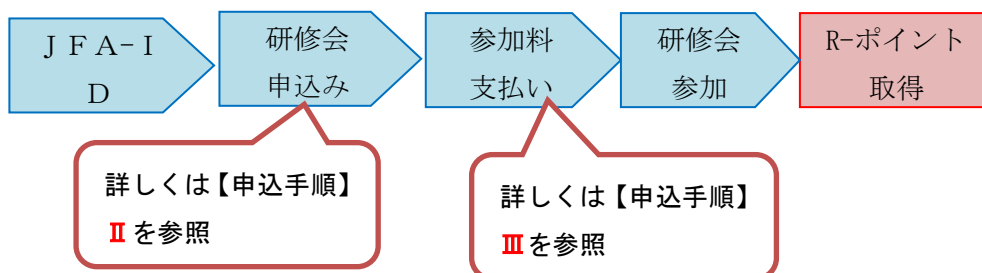 ＪＦＡ-Ｉ
Ｄ
研修会
申込み
参加料
支払い
研修会
参加
R-ポイント
取得
詳しくは【申込手順】
Ⅱを参照
詳しくは【申込手順】
Ⅲを参照